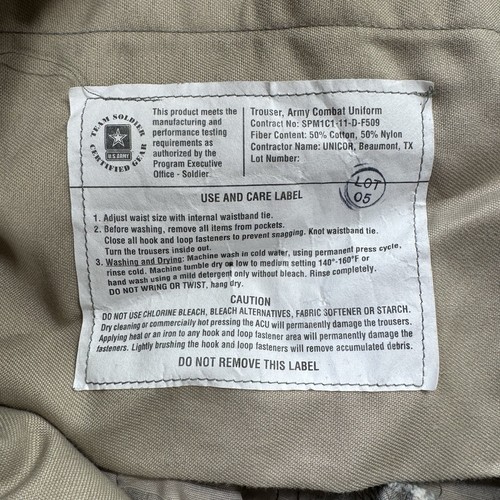 TEAM SOLDIER
U.S. ARMY
CERTIFIED GEAR
This product meets the
manufacturing and
performance testing
requirements as
authorized by the
Program Executive
Office - Soldier.
Trouser, Army Combat Uniform
Contract No: SPM1C1-11-D-F509
Fiber Content: 50% Cotton, 50% Nylon
Contractor Name: UNICOR, Beaumont, TX
Lot Number:
LOT
05
USE AND CARE LABEL
1. Adjust waist size with internal waistband tie.
2. Before washing, remove all items from pockets.
Close all hook and loop fasteners to prevent snagging. Knot waistband tie.
Turn the trousers inside out.
3. Washing and Drying: Machine wash in cold water, using permanent press cycle,
rinse cold. Machine tumble dry on low to medium setting 140°-160°F or
hand wash using a mild detergent only without bleach. Rinse completely.
DO NOT WRING OR TWIST, hang dry.
CAUTION
DO NOT USE CHLORINE BLEACH, BLEACH ALTERNATIVES, FABRIC SOFTENER OR STARCH.
Dry cleaning or commercially hot pressing the ACU will permanently damage the trousers.
Applying heat or an iron to any hook and loop fastener area will permanently damage the
fasteners. Lightly brushing the hook and loop fasteners will remove accumulated debris.
DO NOT REMOVE THIS LABEL